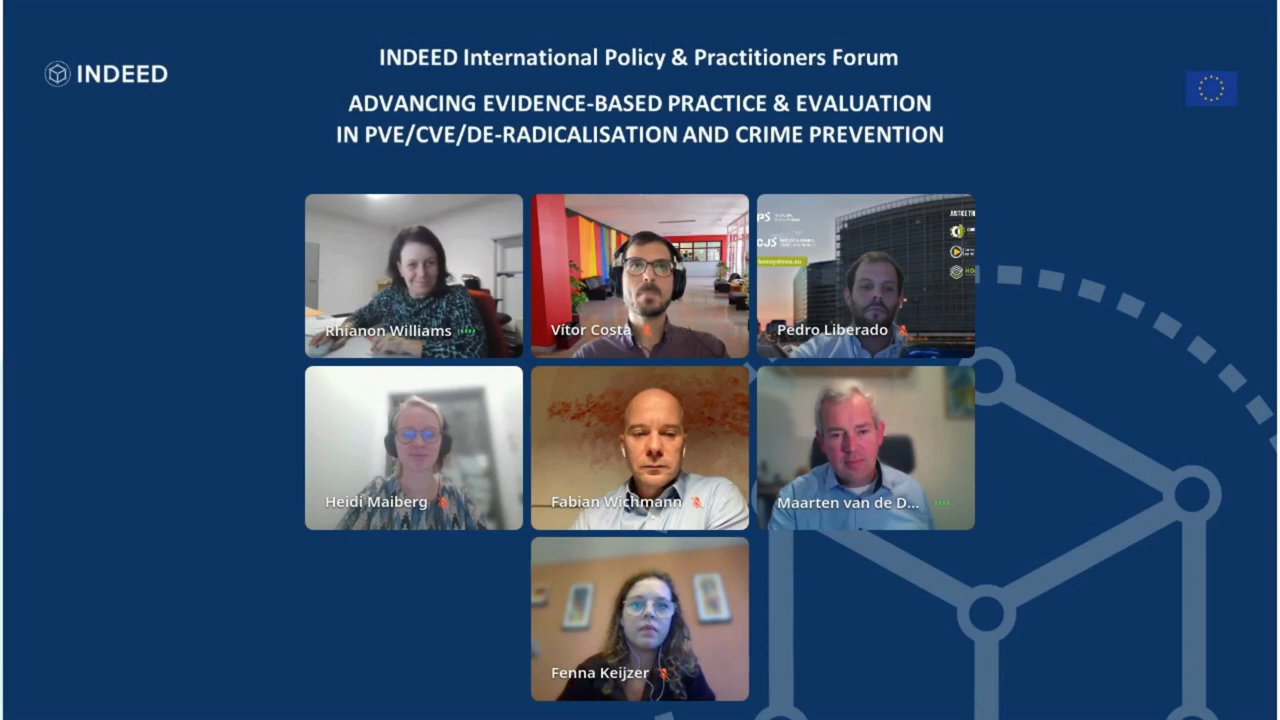 INDEED
INDEED International Policy & Practitioners Forum
ADVANCING EVIDENCE-BASED PRACTICE & EVALUATION
IN PVE/CVE/DE-RADICALISATION AND CRIME PREVENTION
Rhianon Williams
Vítor Costa
Pedro Liberado
Heidi Maiberg
Fabian Wichmann
Maarten van de D...
Fenna Keijzer